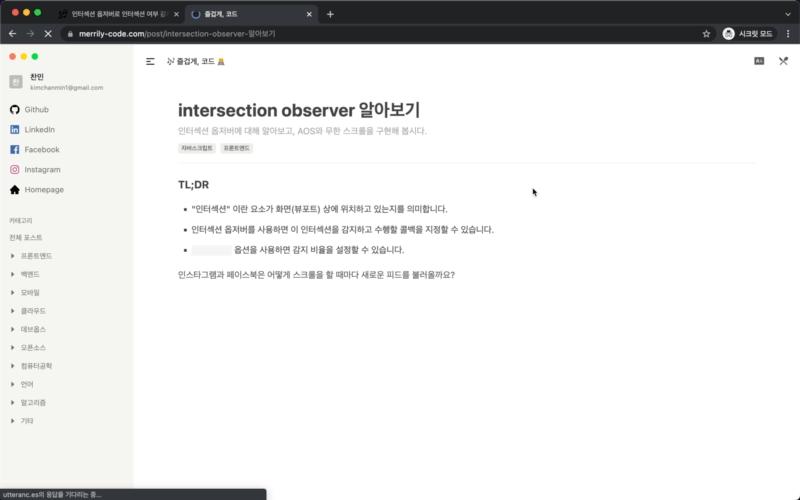 인터섹션 옵저버로 인터섹션 여부 감
즐겁게, 코드
merrily-code.com/post/intersection-observer-알아보기
시크릿 모드
찬
찬민
kimchanmin1@gmail.com
Github
LinkedIn
Facebook
Instagram
Homepage
카테고리
전체 포스트
프론트엔드
백엔드
모바일
클라우드
데브옵스
오픈소스
컴퓨터공학
언어
알고리즘
기타
즐겁게, 코드
intersection observer 알아보기
인터섹션 옵저버에 대해 알아보고, AOS와 무한 스크롤을 구현해 봅시다.
자바스크립트 프론트엔드
TL;DR
"인터섹션" 이란 요소가 화면(뷰포트) 상에 위치하고 있는지를 의미합니다.
인터섹션 옵저버를 사용하면 이 인터섹션을 감지하고 수행할 콜백을 지정할 수 있습니다.
옵션을 사용하면 감지 비율을 설정할 수 있습니다.
인스타그램과 페이스북은 어떻게 스크롤을 할 때마다 새로운 피드를 불러올까요?
utteranc.es의 응답을 기다리는 중...